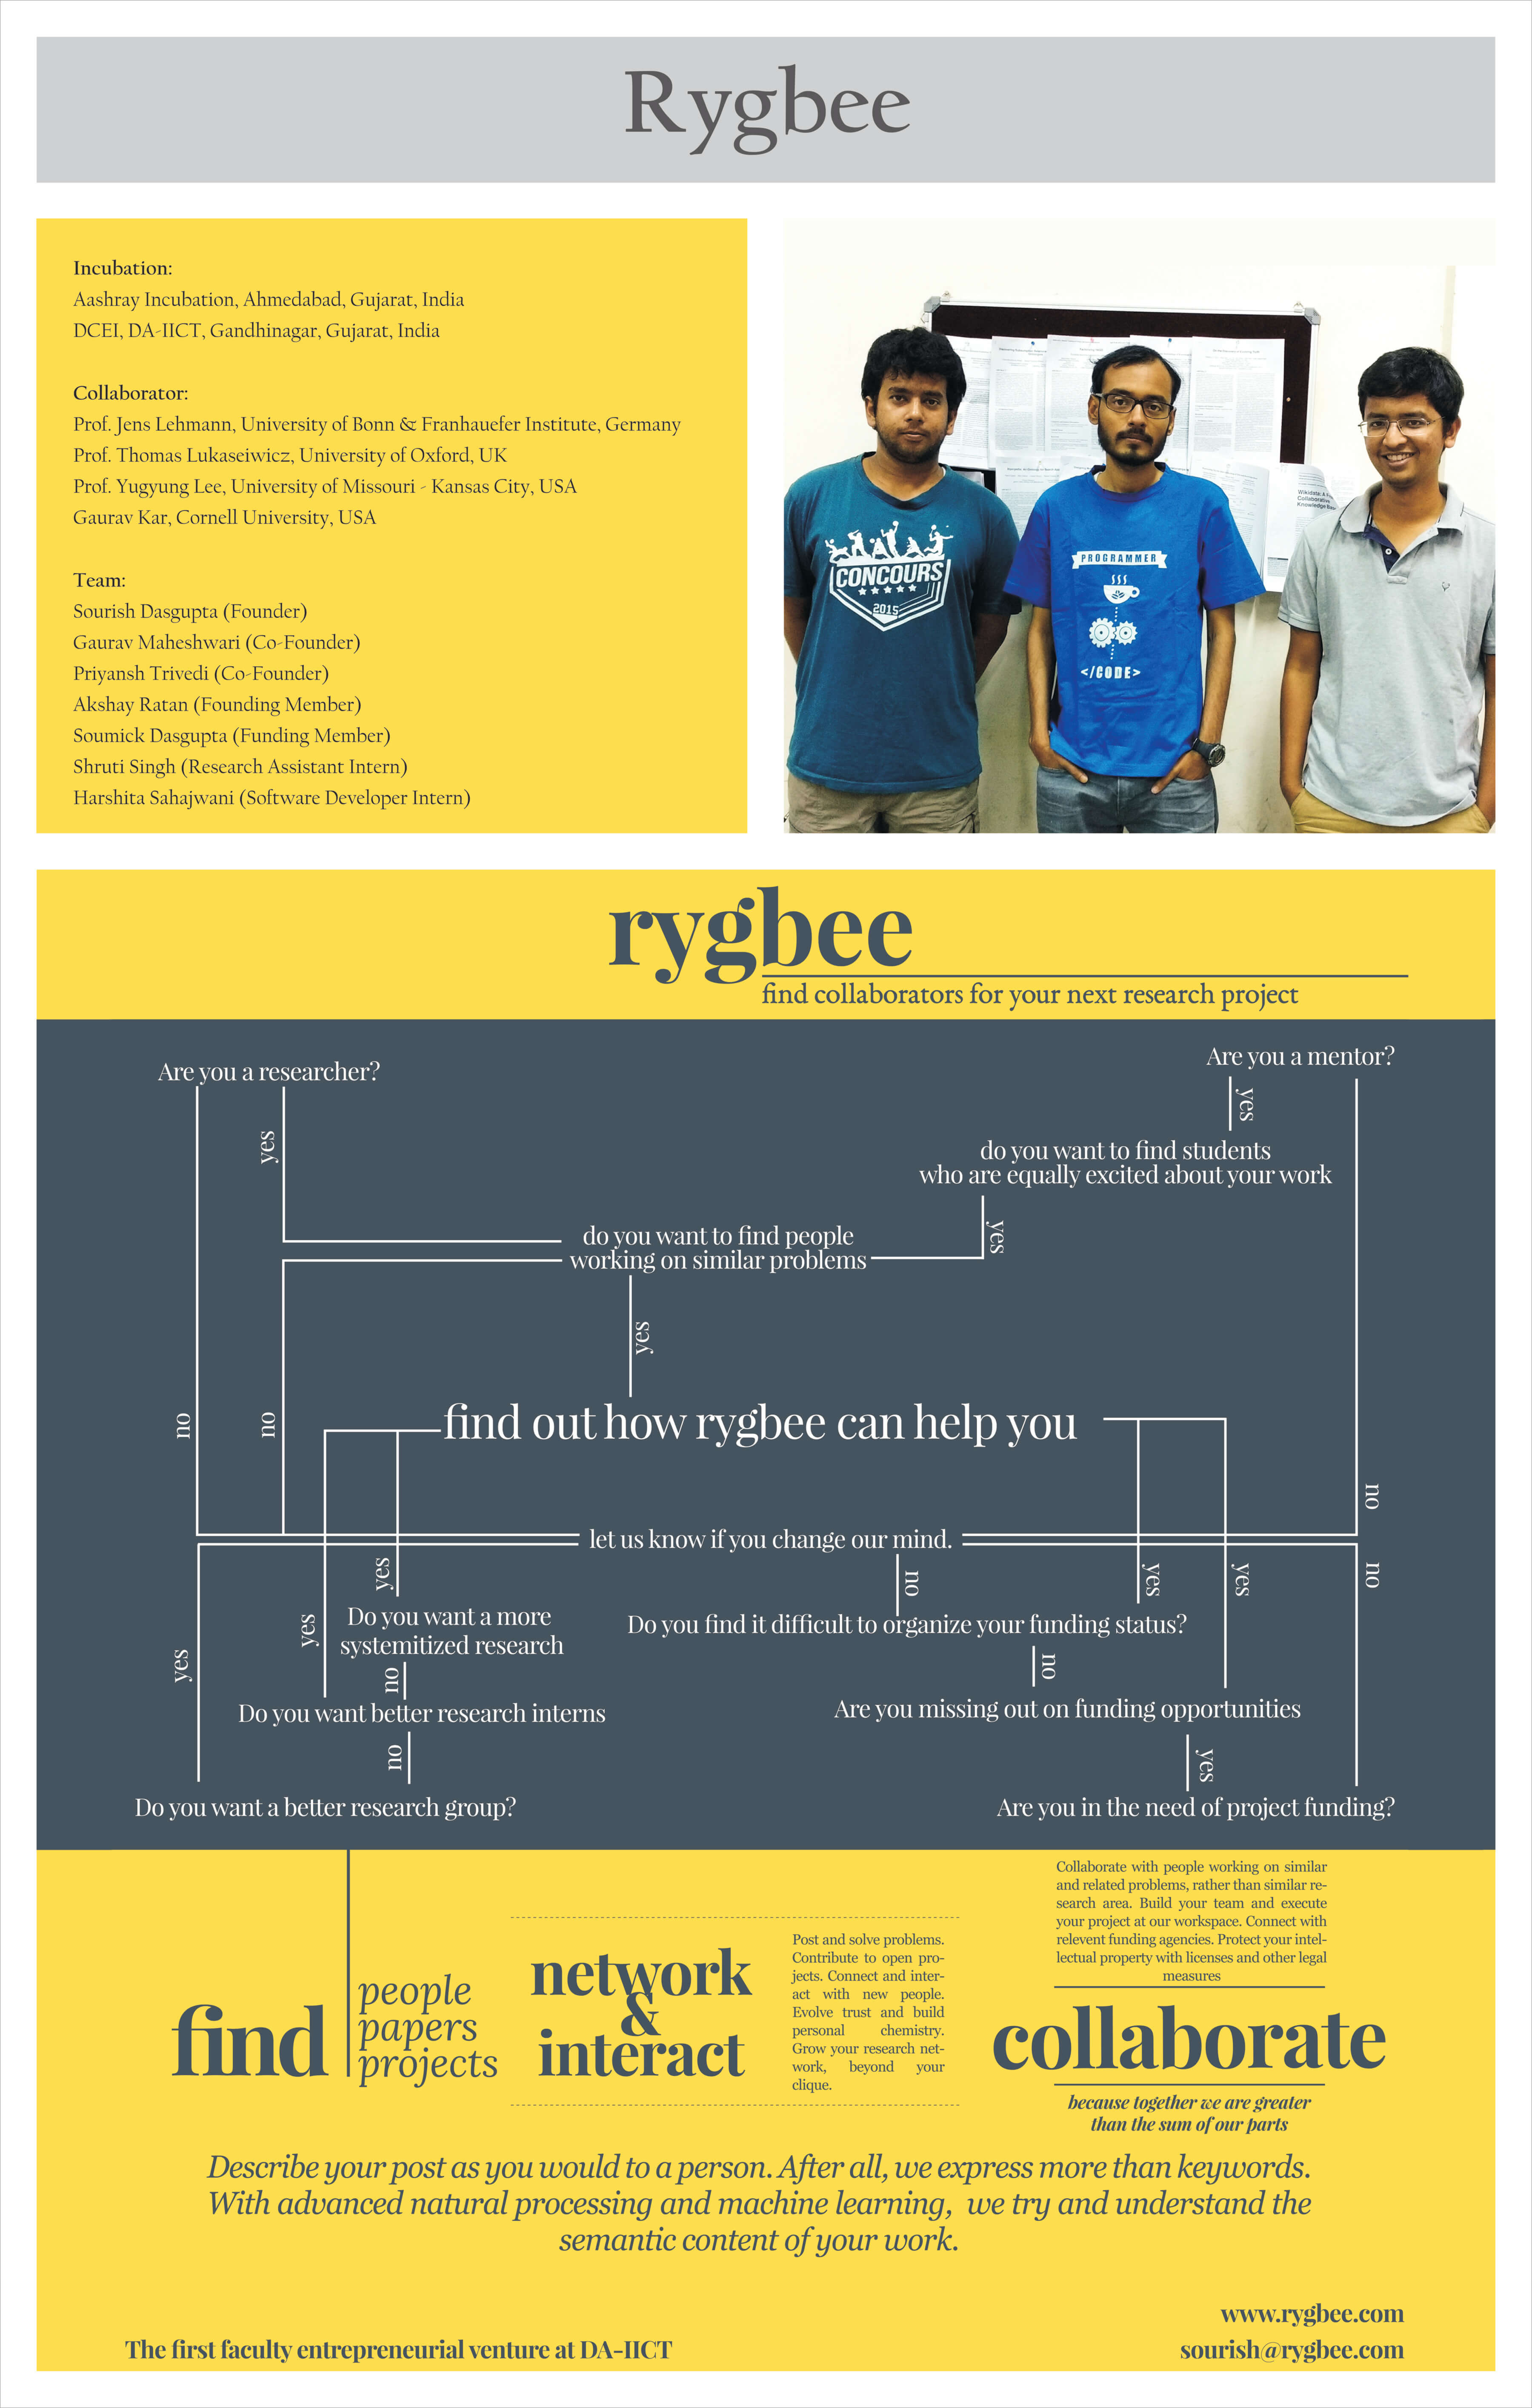 Rygbee
Incubation:
Aashray Incubation, Ahmedabad, Gujarat, India
DCEI, DA-IICT, Gandhinagar, Gujarat, India
Collaborator:
Prof. Jens Lehmann, University of Bonn & Franhauefer Institute, Germany
Prof. Thomas Lukaseiwicz, University of Oxford, UK
Prof. Yugyung Lee, University of Missouri - Kansas City, USA
Gaurav Kar, Cornell University, USA
Team:
Sourish Dasgupta (Founder)
Gaurav Maheshwari (Co-Founder)
Priyansh Trivedi (Co-Founder)
Akshay Ratan (Founding Member)
Soumick Dasgupta (Funding Member)
Shruti Singh (Research Assistant Intern)
Harshita Sahajwani (Software Developer Intern)
CONCOURS
2015
PROGRAMMER
</CODE>
Wikidata: A
Collaborative
Knowledge
rygbee
find collaborators for your next research project
Are you a researcher?
Are you a mentor?
yes
yes
do you want to find students
who are equally excited about your work
yes
do you want to find people
working on similar problems
yes
no
no
find out how rygbee can help you
no
let us know if you change our mind.
yes
no
yes
yes
no
yes
Do you want a more
systemitized research
yes
Do you find it difficult to organize your funding status?
no
no
Do you want better research interns
Are you missing out on funding opportunities
no
yes
Do you want a better research group?
Are you in the need of project funding?
find
people
papers
projects
network
&
interact
Post and solve problems.
Contribute to open pro-
jects. Connect and inter-
act with new people.
Evolve trust and build
personal chemistry.
Grow your research net-
work, beyond your
clique.
Collaborate with people working on similar
and related problems, rather than similar re-
search area. Build your team and execute
your project at our workspace. Connect with
relevent funding agencies. Protect your intel-
lectual property with licenses and other legal
measures
collaborate
because together we are greater
than the sum of our parts
Describe your post as you would to a person. After all, we express more than keywords.
With advanced natural processing and machine learning, we try and understand the
semantic content of your work.
www.rygbee.com
The first faculty entrepreneurial venture at DA-IICT
sourish@rygbee.com